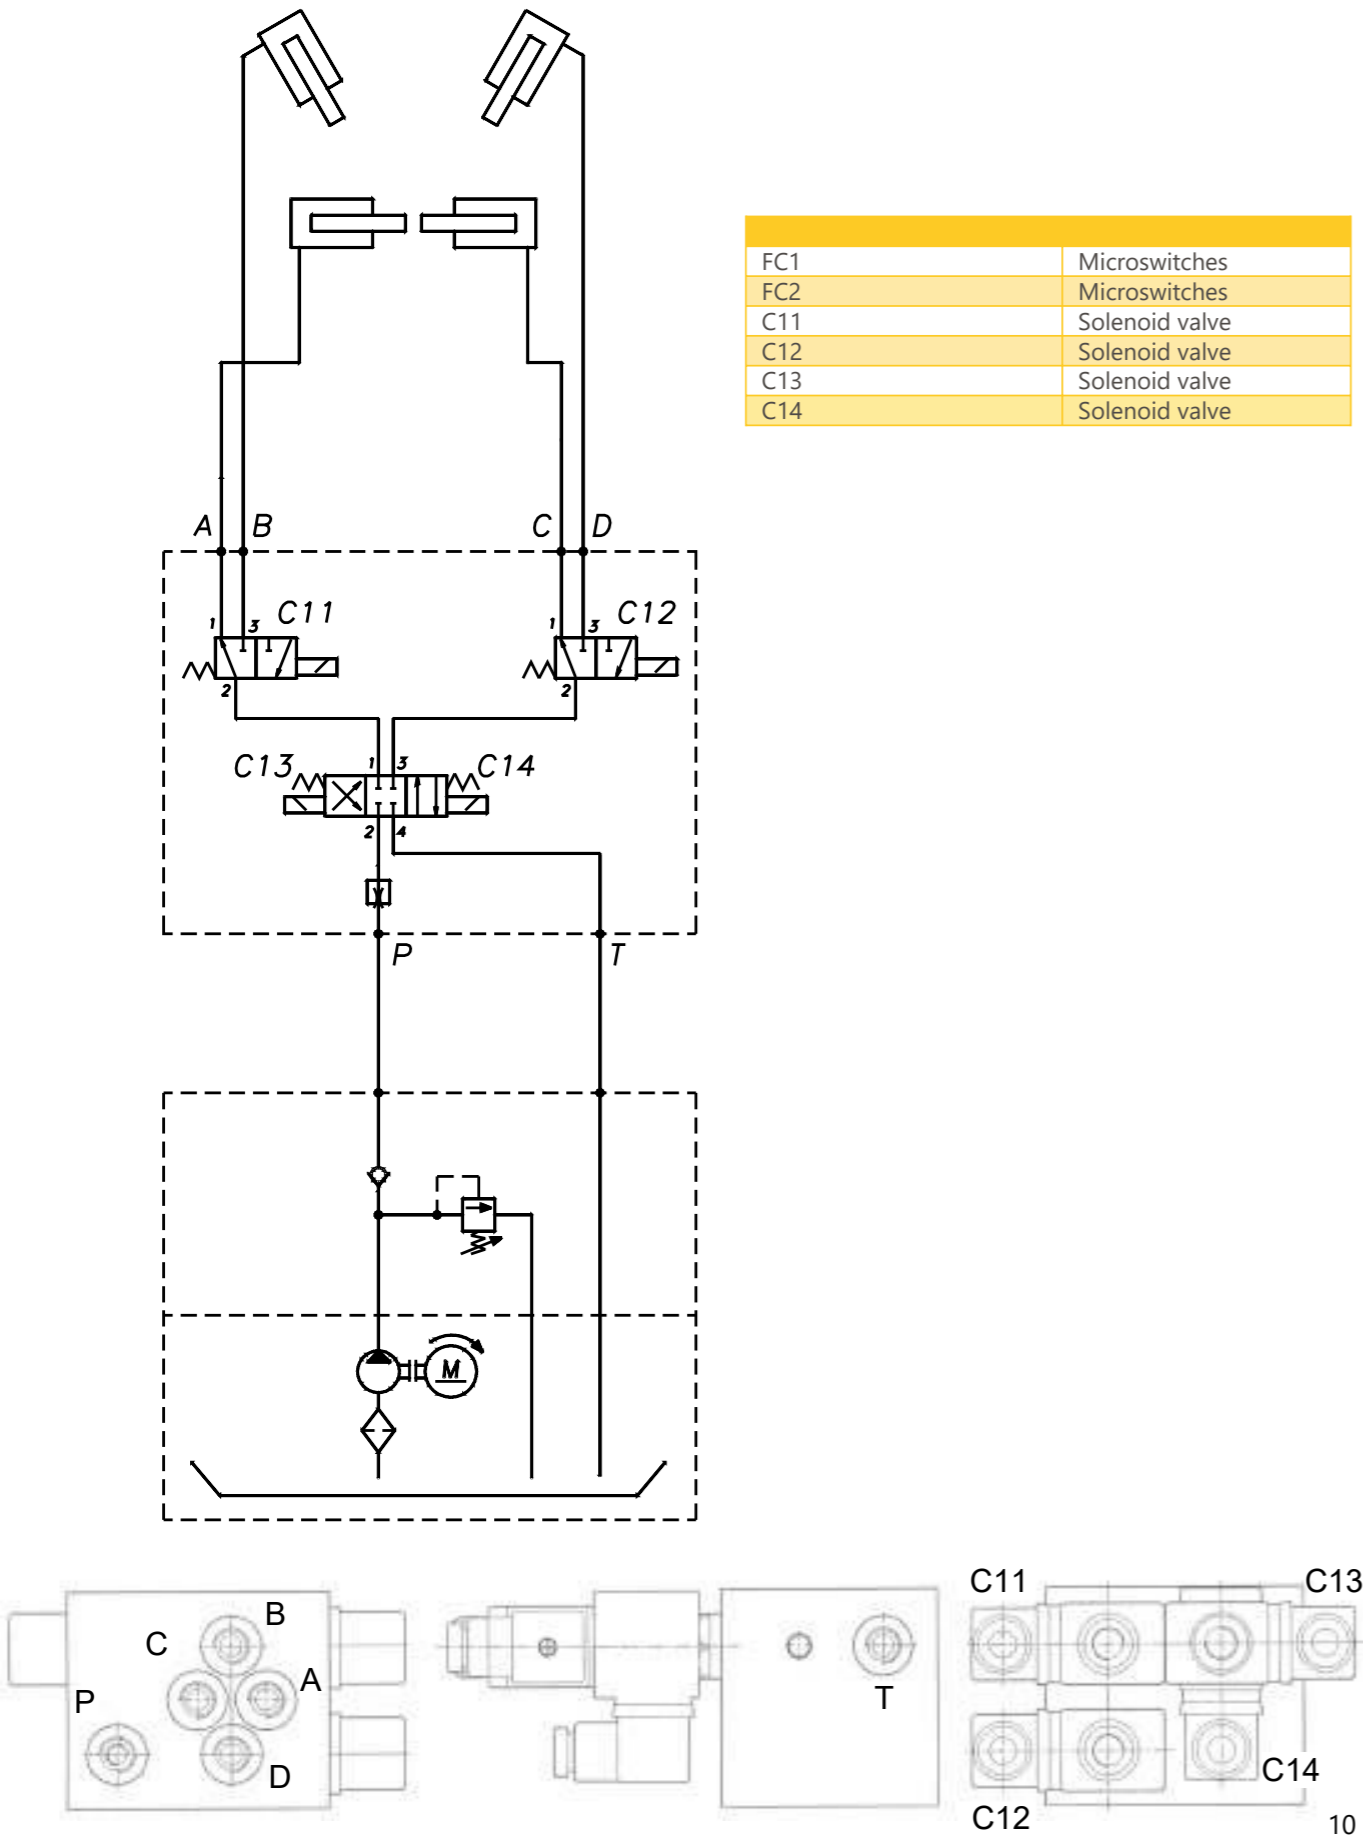 FC1 Microswitches
FC2 Microswitches
C11 Solenoid valve
C12 Solenoid valve
C13 Solenoid valve
C14 Solenoid valve
A B C D
1 3 C11 1 3 C12
2 2
C13 1 3 C14
2 4
P T
M
B
C
A
P
D
T
C11 C13
C14
C12
10